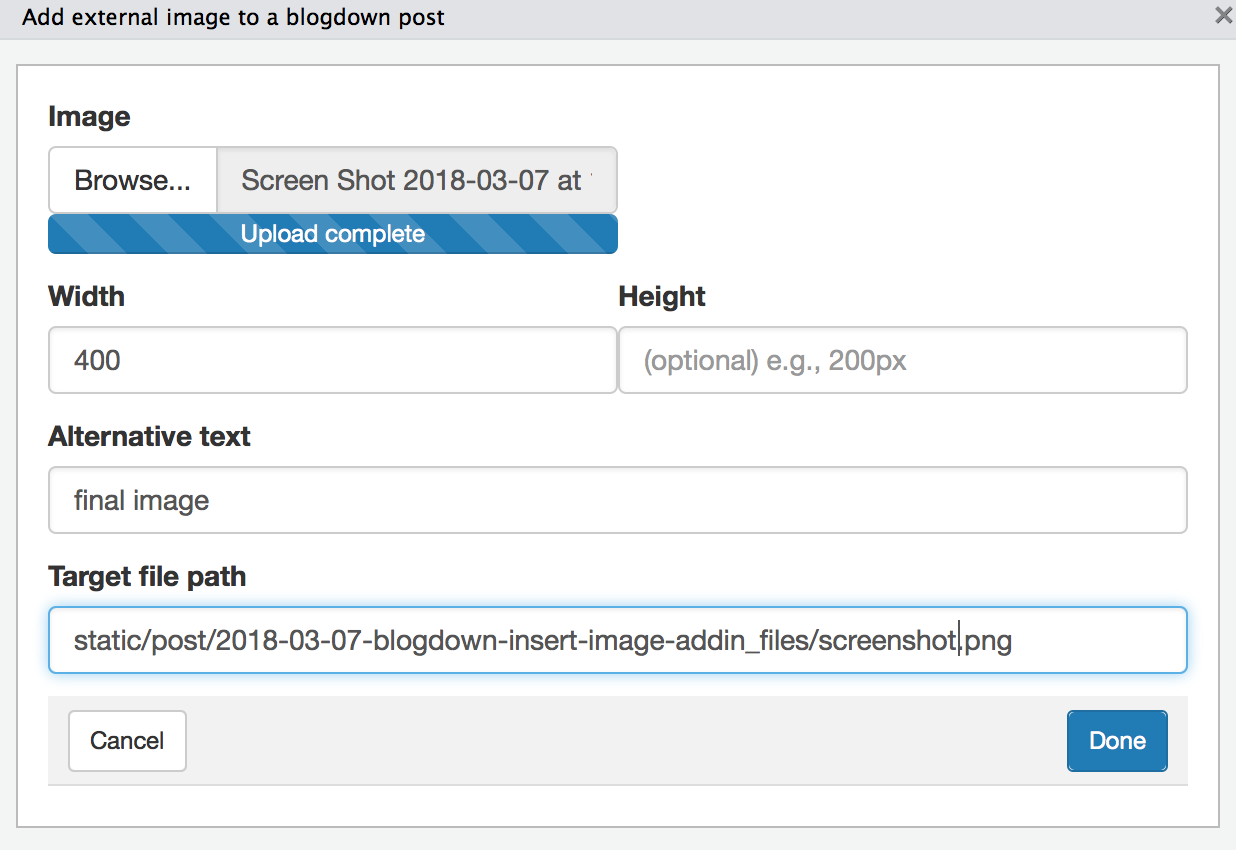 Add external image to a blogdown post
Image
Browse... Screen Shot 2018-03-07 at
Upload complete
Width Height
400 (optional) e.g., 200px
Alternative text
final image
Target file path
static/post/2018-03-07-blogdown-insert-image-addin_files/screenshot.png
Cancel Done